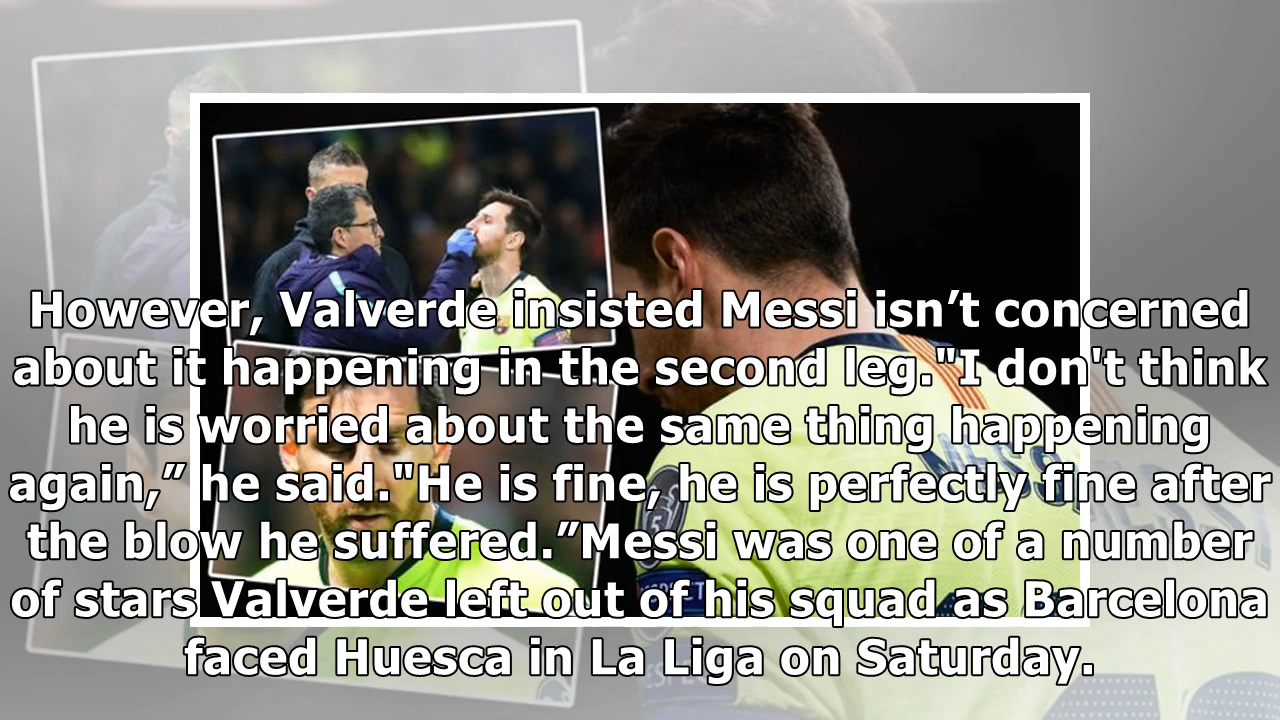 However, Valverde insisted Messi isn’t concerned
about it happening in the second leg."I don't think
he is worried about the same thing happening
again,” he said."He is fine, he is perfectly fine after
the blow he suffered.”Messi was one of a number
of stars Valverde left out of his squad as Barcelona
faced Huesca in La Liga on Saturday.
MESSI
5